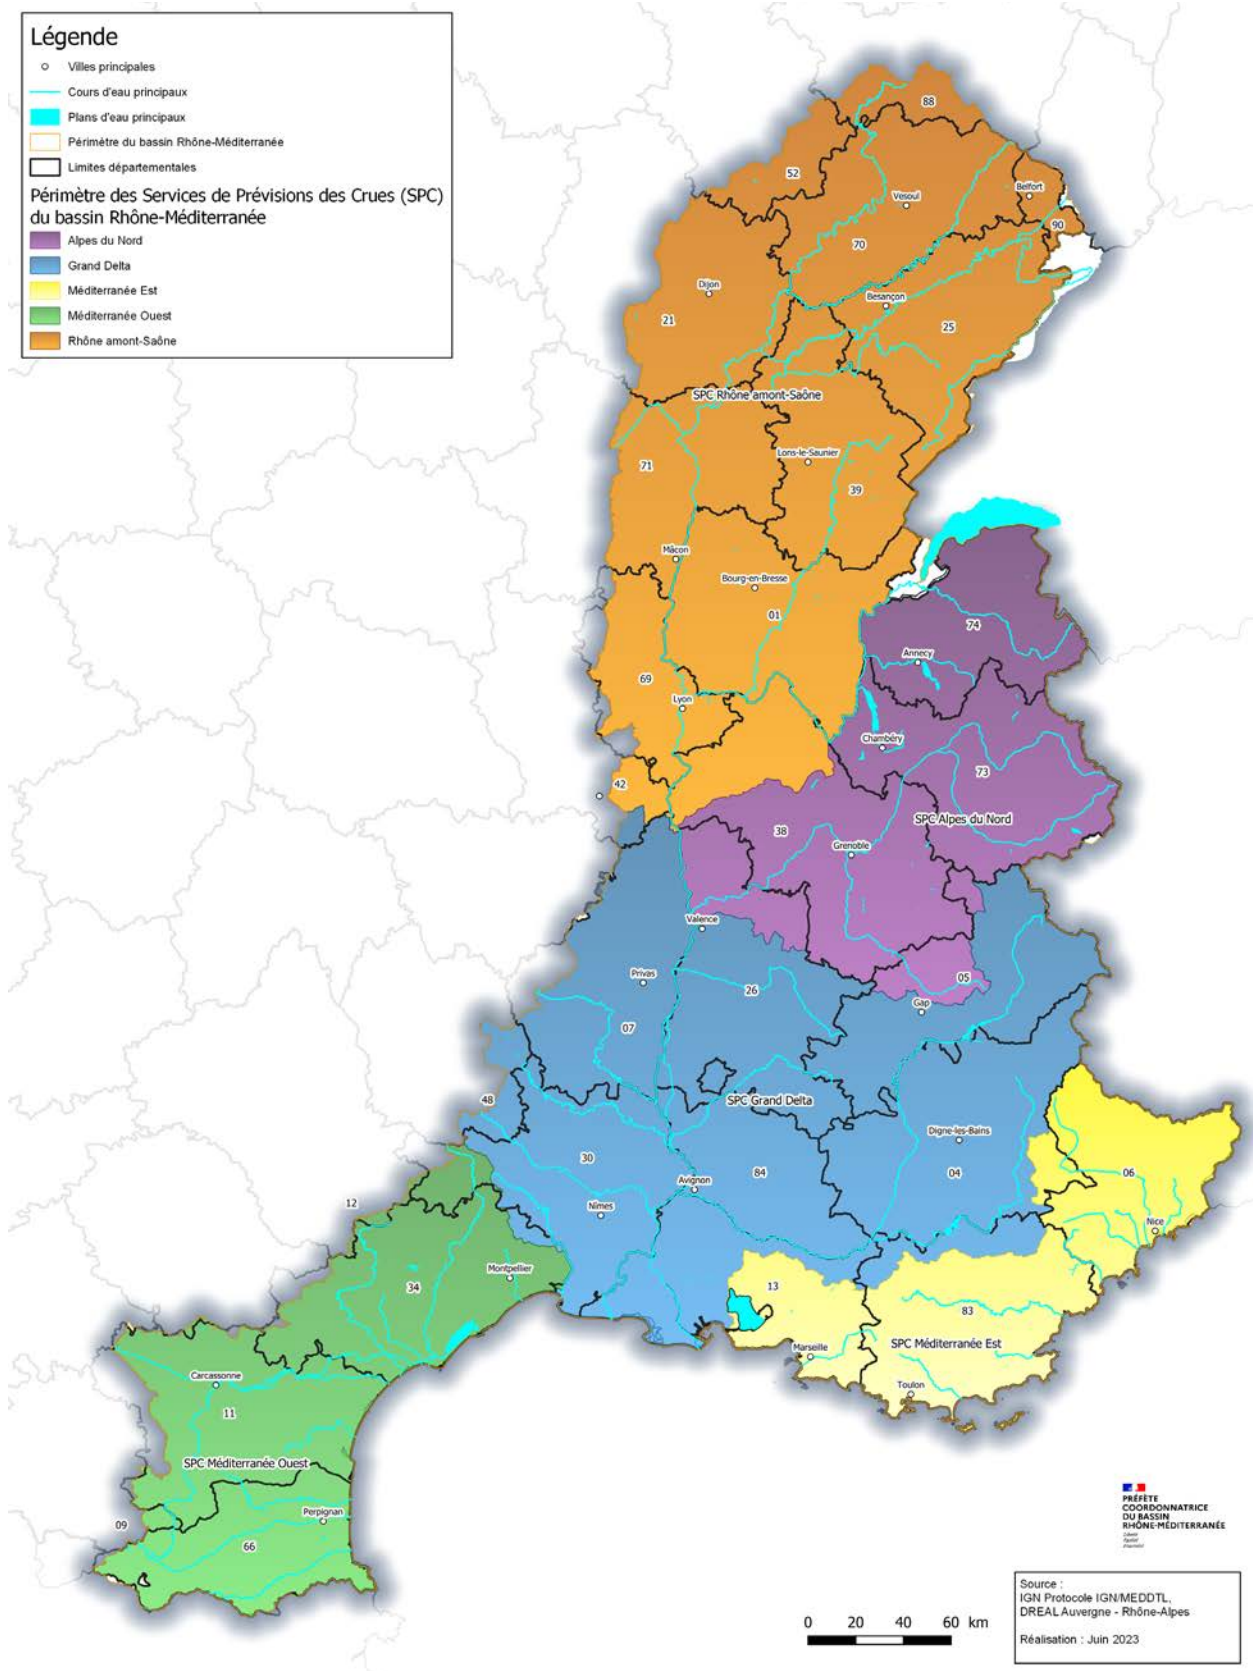 Légende
Villes principales
Cours d'eau principaux
Plans d'eau principaux
Périmètre du bassin Rhône-Méditerranée
Limites départementales
Périmètre des Services de Prévisions des Crues (SPC)
du bassin Rhône-Méditerranée
Alpes du Nord
Grand Delta
Méditerranée Est
Méditerranée Ouest
Rhône amont-Saône
88
52
Belfort
Vesoul
90
70
Dijon
Besançon
21
25
SPC Rhône amont-Saône
Lons-le-Saunier
71
39
Mâcon
Bourg-en-Bresse
01
74
Annecy
69
Lyon
Chambéry
73
42
SPC Alpes du Nord
38
Grenoble
Valence
Privas
05
26
Gap
07
48
SPC Grand Delta
Digne-les-Bains
30
84
04
06
Avignon
12
Nîmes
Nice
Montpellier
34
13
83
SPC Méditerranée Est
Marseille
Carcassonne
Toulon
11
SPC Méditerranée Ouest
Perpignan
09
66
PRÉFÈTE
COORDONNATRICE
DU BASSIN
RHÔNE-MÉDITERRANÉE
Source :
IGN Protocole IGN/MEDDTL,
DREAL Auvergne - Rhône-Alpes
Réalisation : Juin 2023
0 20 40 60 km